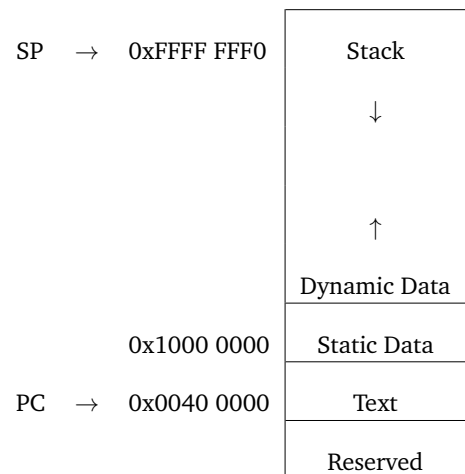 SP → 0xFFFF FFF0 Stack
↓
↑
Dynamic Data
0x1000 0000 Static Data
PC → 0x0040 0000 Text
Reserved